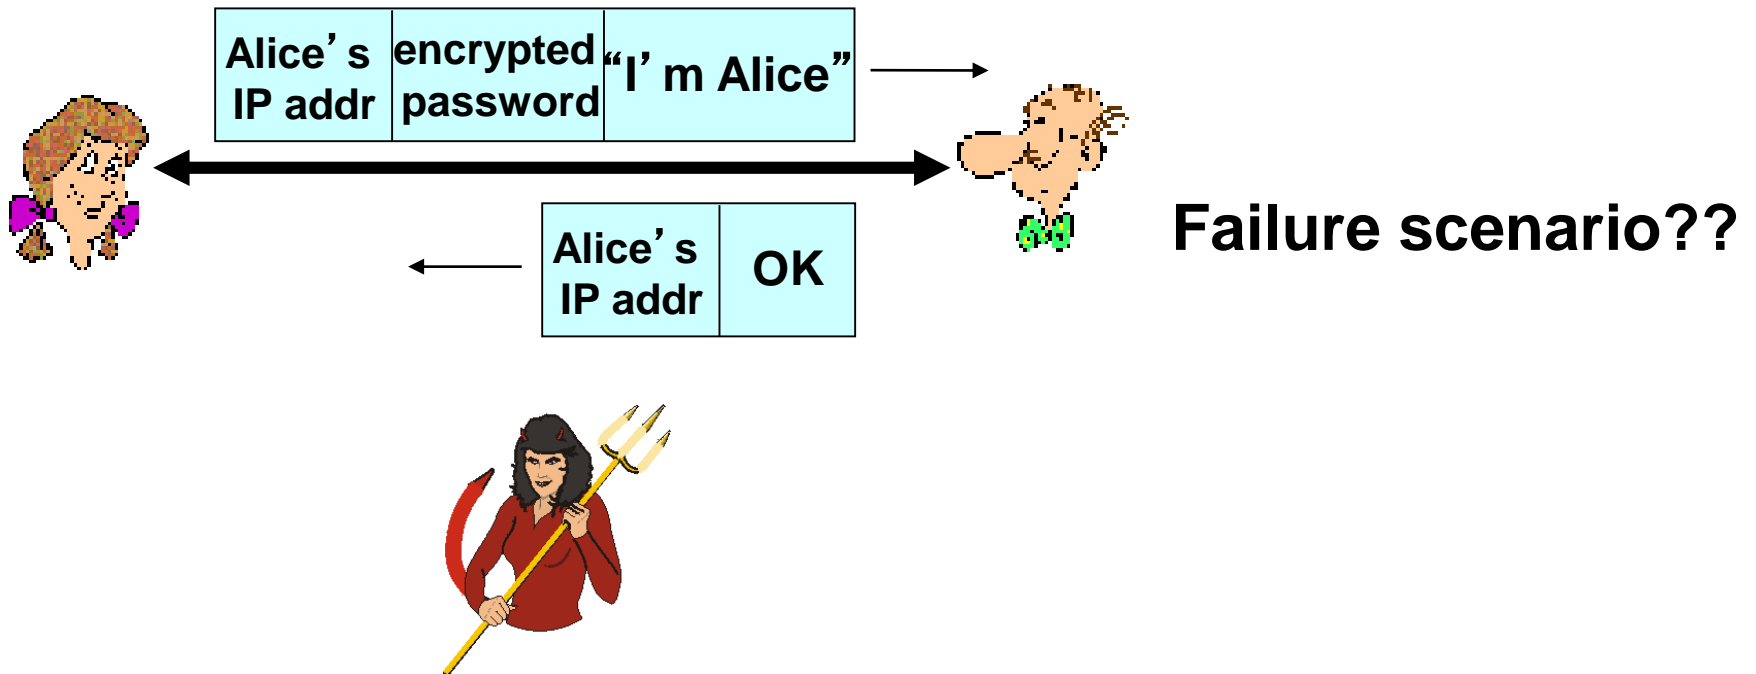 Alice’s
IP addr
encrypted
password
“I’m Alice”
Alice’s
IP addr
OK
Failure scenario??